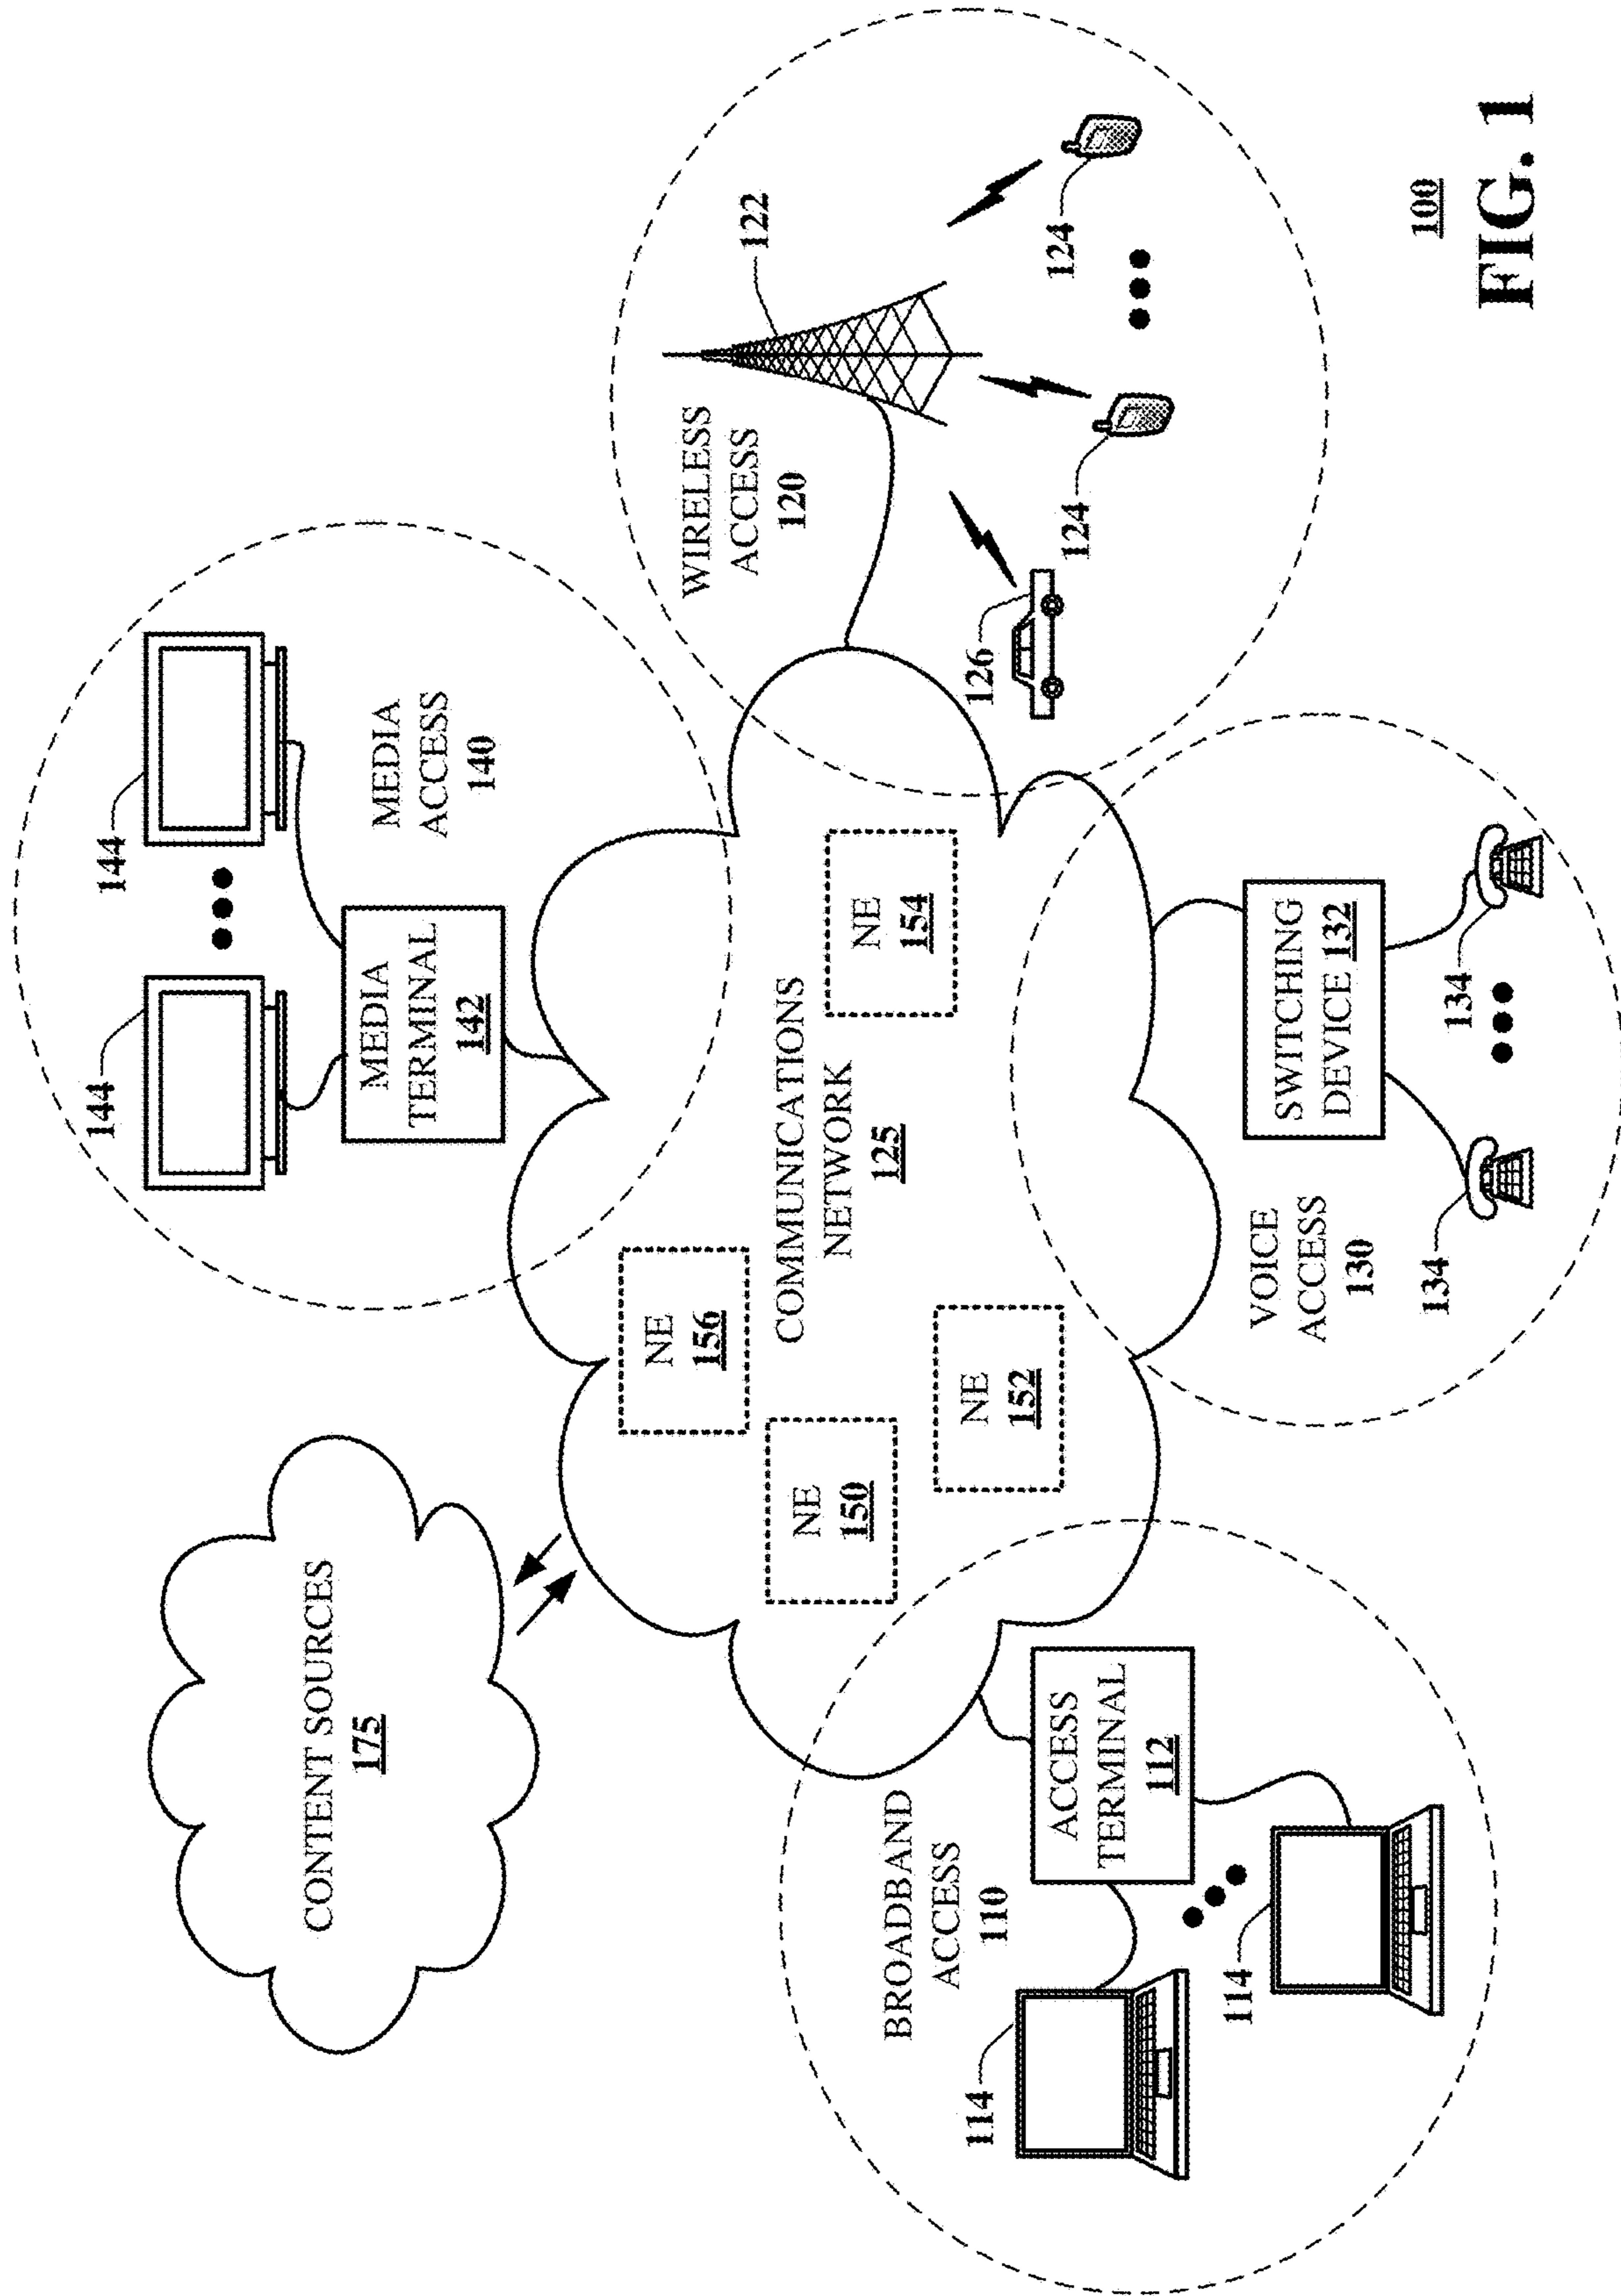 CONTENT SOURCES
175
144
144
MEDIA
TERMINAL
142
MEDIA
ACCESS
140
WIRELESS
ACCESS
120
122
124
124
126
NE
156
NE
150
NE
152
NE
154
COMMUNICATIONS
NETWORK
125
BROADBAND
ACCESS
110
ACCESS
TERMINAL
112
114
114
VOICE
ACCESS
130
SWITCHING
DEVICE 132
134
134
100
FIG. 1